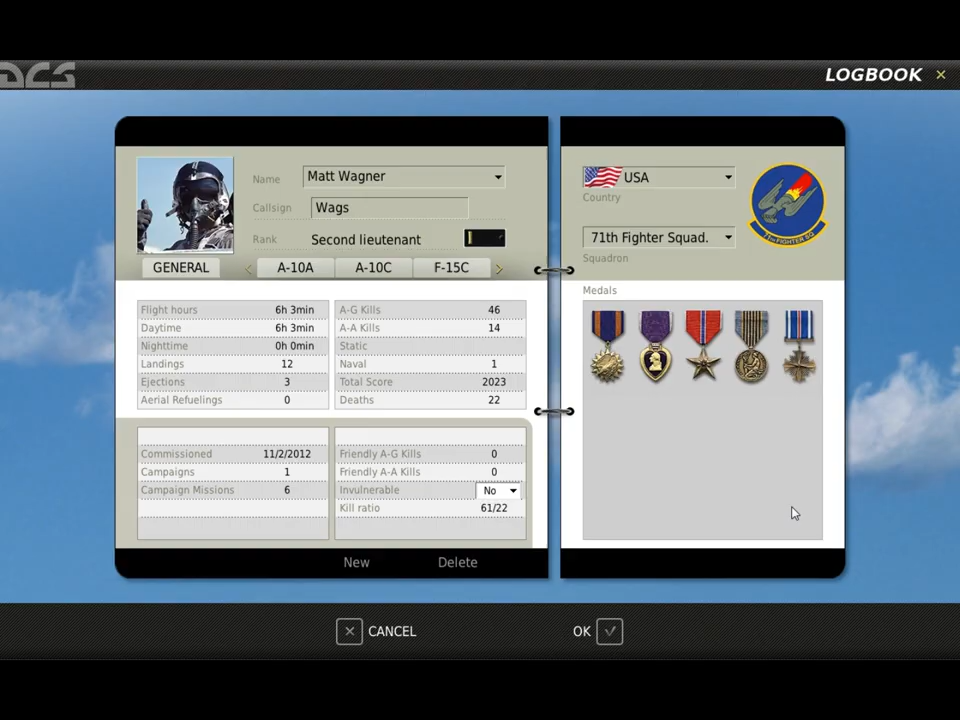 DCS
LOGBOOK
Name Matt Wagner
Callsign Wags
Rank Second lieutenant
GENERAL A-10A A-10C F-15C
Flight hours 6h 3min
Daytime 6h 3min
Nighttime 0h 0min
Landings 12
Ejections 3
Aerial Refuelings 0
A-G Kills 46
A-A Kills 14
Static
Naval 1
Total Score 2023
Deaths 22
Commissioned 11/2/2012
Campaigns 1
Campaign Missions 6
Friendly A-G Kills 0
Friendly A-A Kills 0
Invulnerable No
Kill ratio 61/22
New Delete
USA
Country
71th Fighter Squad.
Squadron
71th FIGHTER SQ
Medals
CANCEL OK